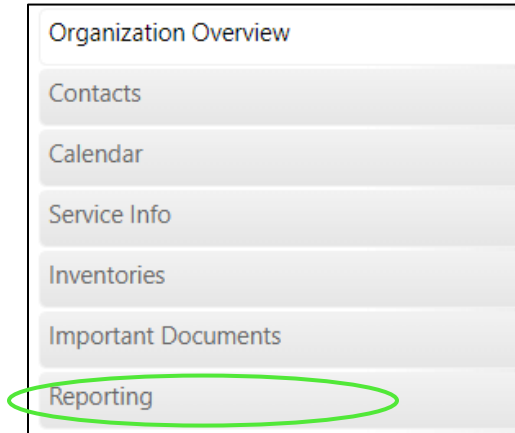 Organization Overview
Contacts
Calendar
Service Info
Inventories
Important Documents
Reporting